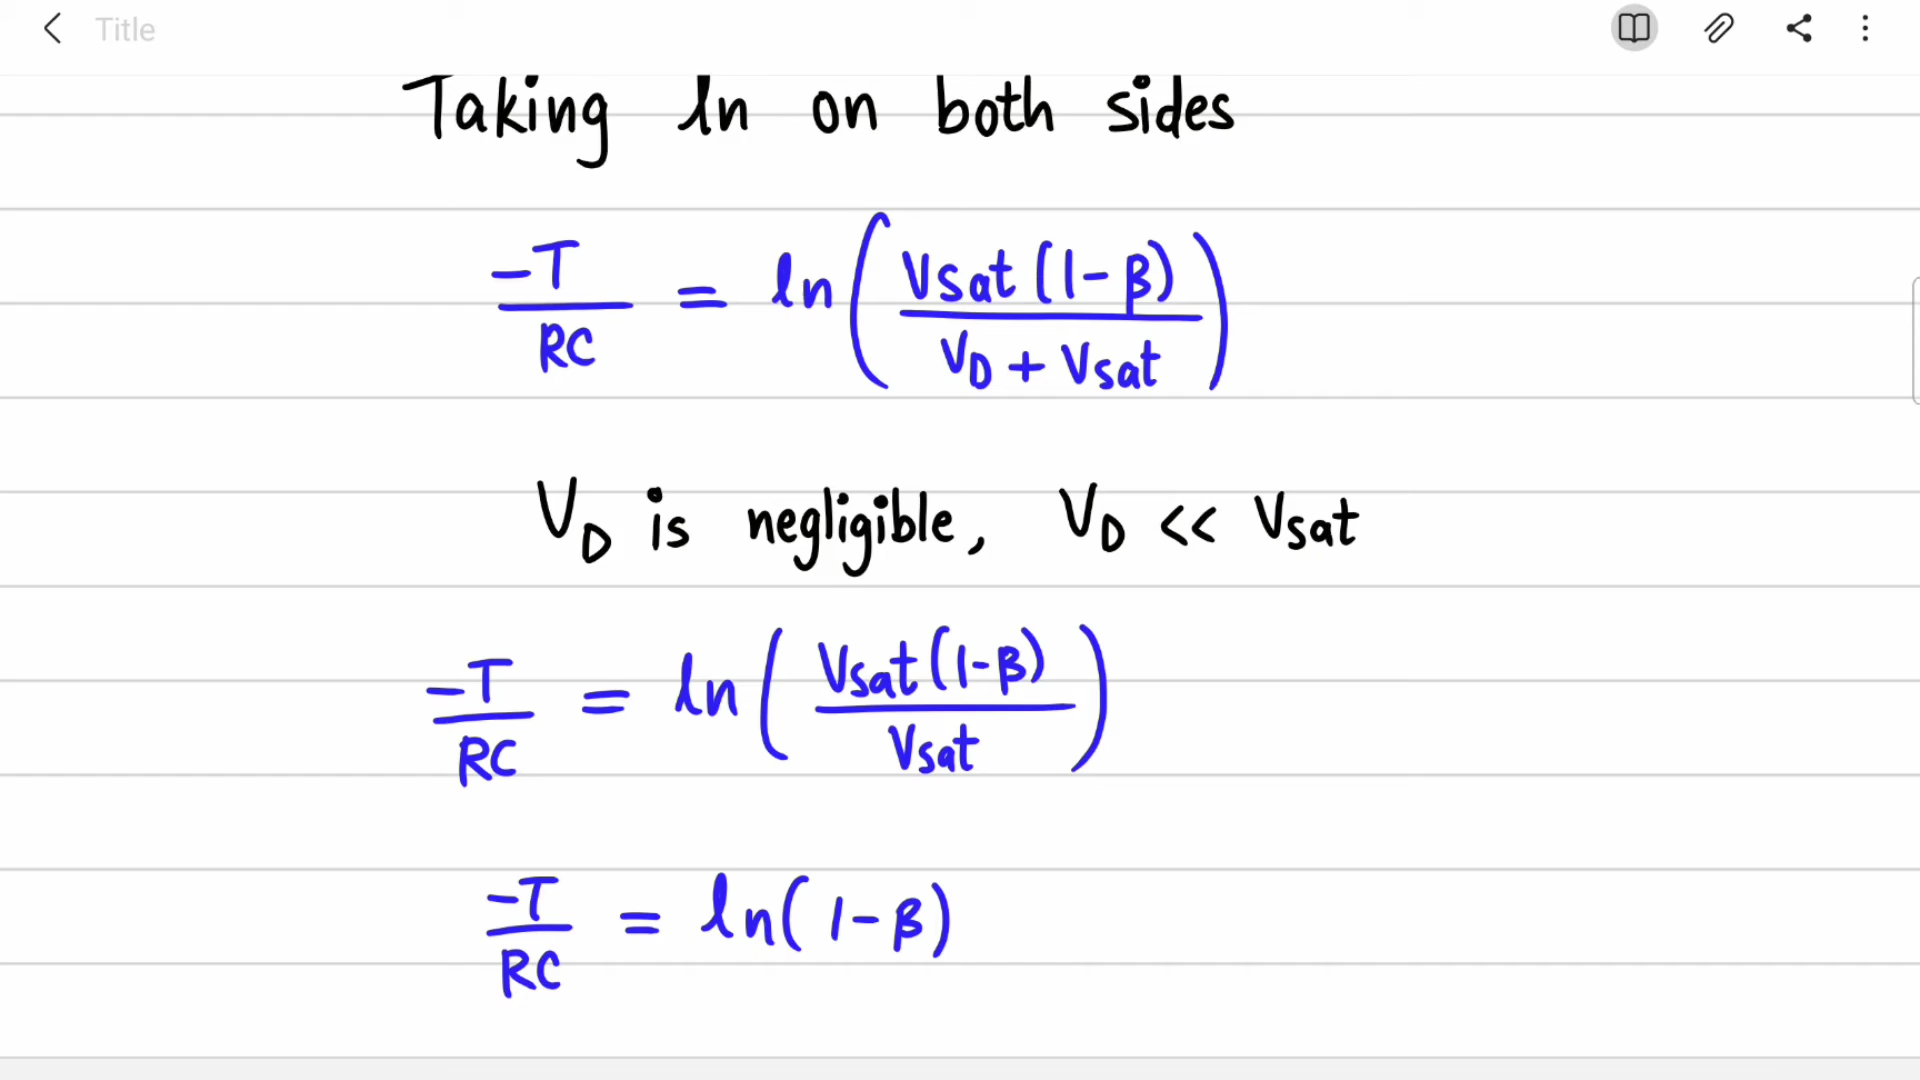 Title
Taking ln on both sides
-T/RC = ln(Vsat(1-β)/(VD + Vsat))
VD is negligible, VD << Vsat
-T/RC = ln(Vsat(1-β)/Vsat)
-T/RC = ln(1-β)